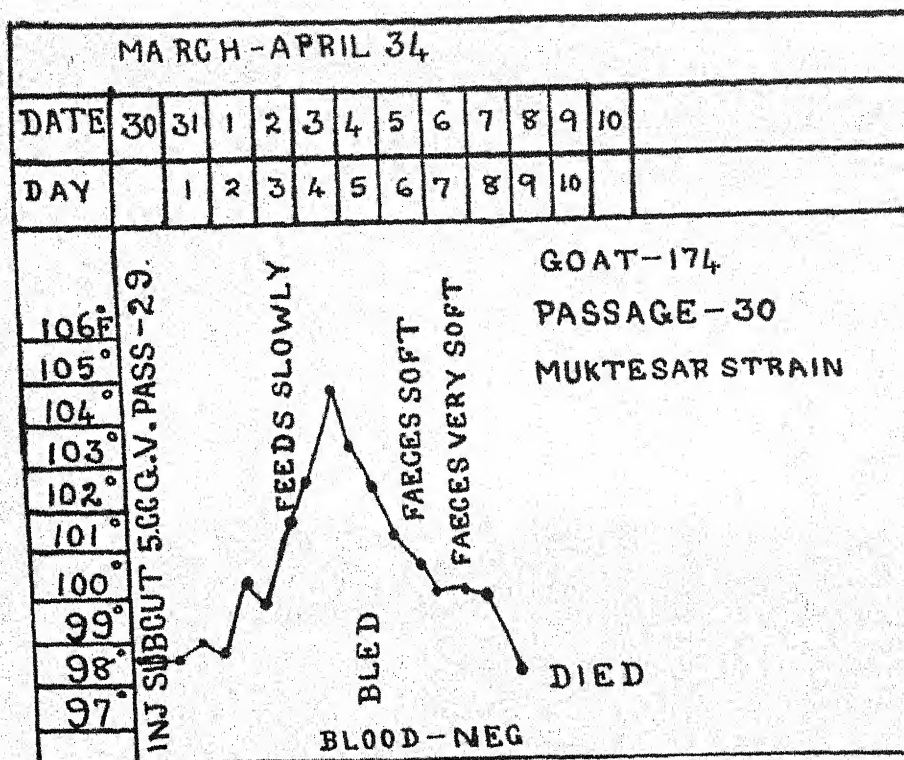 MARCH-APRIL 34
DATE 30 31 1 2 3 4 5 6 7 8 9 10
DAY 1 2 3 4 5 6 7 8 9 10
GOAT-174
PASSAGE-30
MUKTESAR STRAIN
106°F
105°
104°
103°
102°
101°
100°
99°
98°
97°
INJ SUBCUT 5.CC G.V. PASS-29.
FEEDS SLOWLY
BLED
FAECES SOFT
FAECES VERY SOFT
DIED
BLOOD-NEG